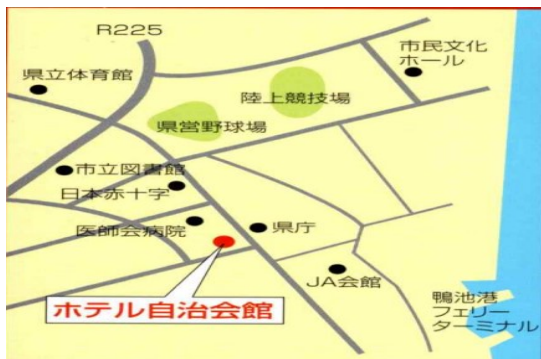 R225
市民文化
ホール
県立体育館
陸上競技場
県営野球場
市立図書館
日本赤十字
医師会病院
県庁
JA会館
ホテル自治会館
鴨池港
フェリー
ターミナル